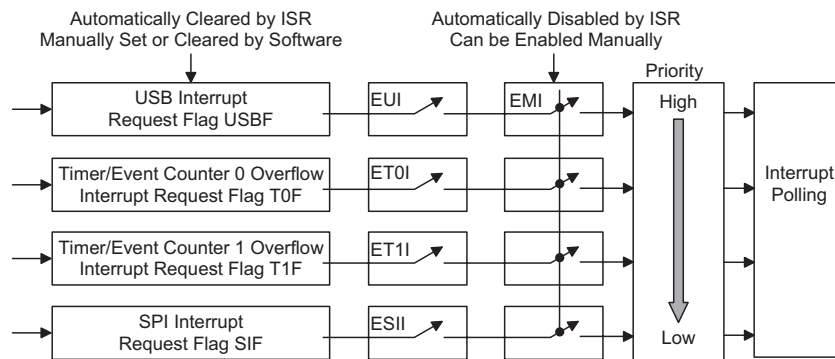 Automatically Cleared by ISR
Manually Set or Cleared by Software
Automatically Disabled by ISR
Can be Enabled Manually
Priority
USB Interrupt
Request Flag USBF
EUI
EMI
High
Timer/Event Counter 0 Overflow
Interrupt Request Flag T0F
ET0I
Interrupt
Polling
Timer/Event Counter 1 Overflow
Interrupt Request Flag T1F
ET1I
SPI Interrupt
Request Flag SIF
ESII
Low